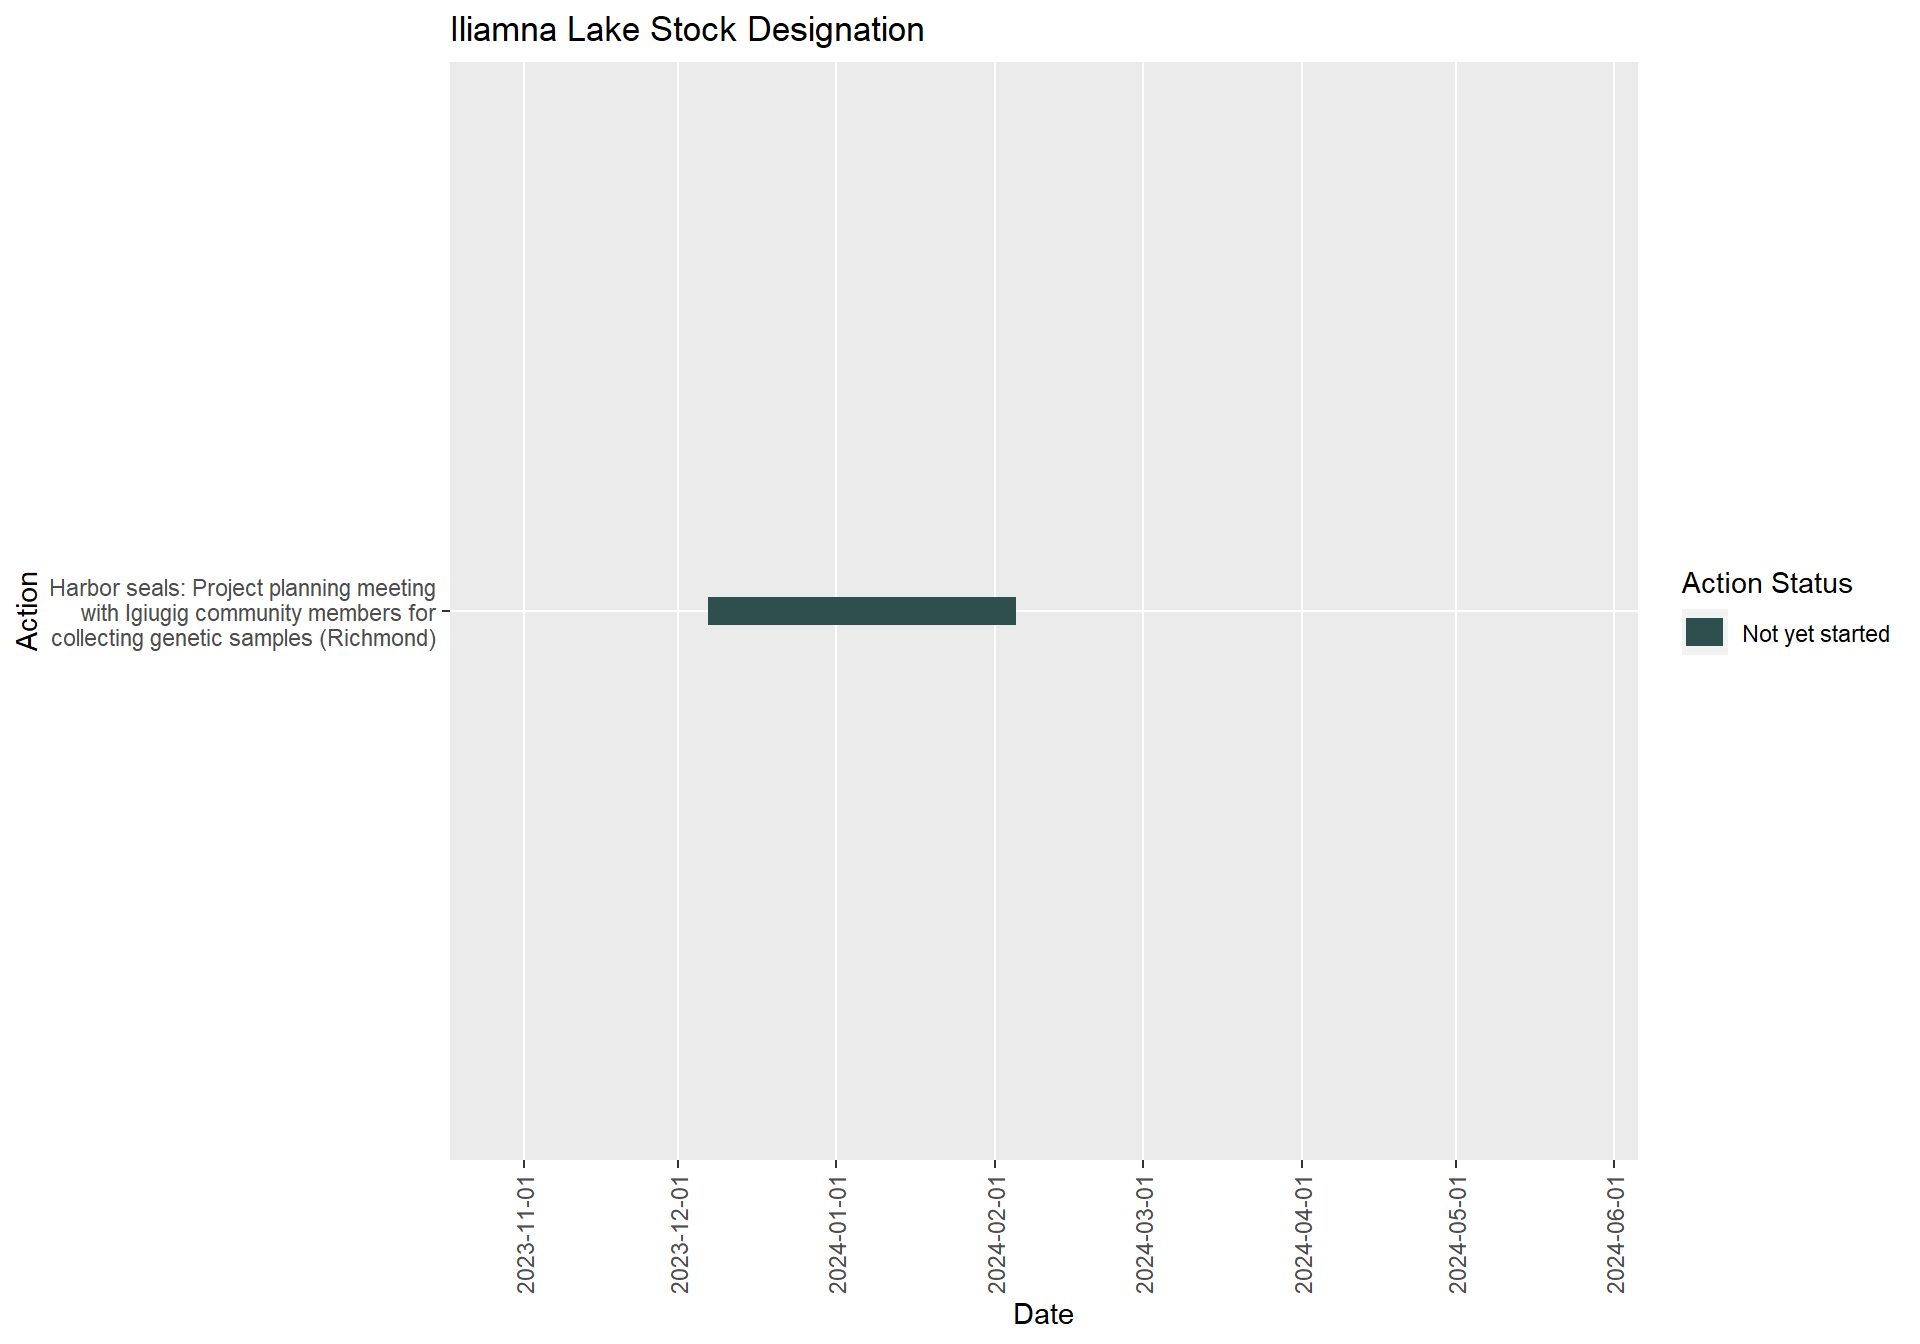 Iliamna Lake Stock Designation
Action
Harbor seals: Project planning meeting
with Igiugig community members for
collecting genetic samples (Richmond)
Action Status
Not yet started
2023-11-01
2023-12-01
2024-01-01
2024-02-01
2024-03-01
2024-04-01
2024-05-01
2024-06-01
Date